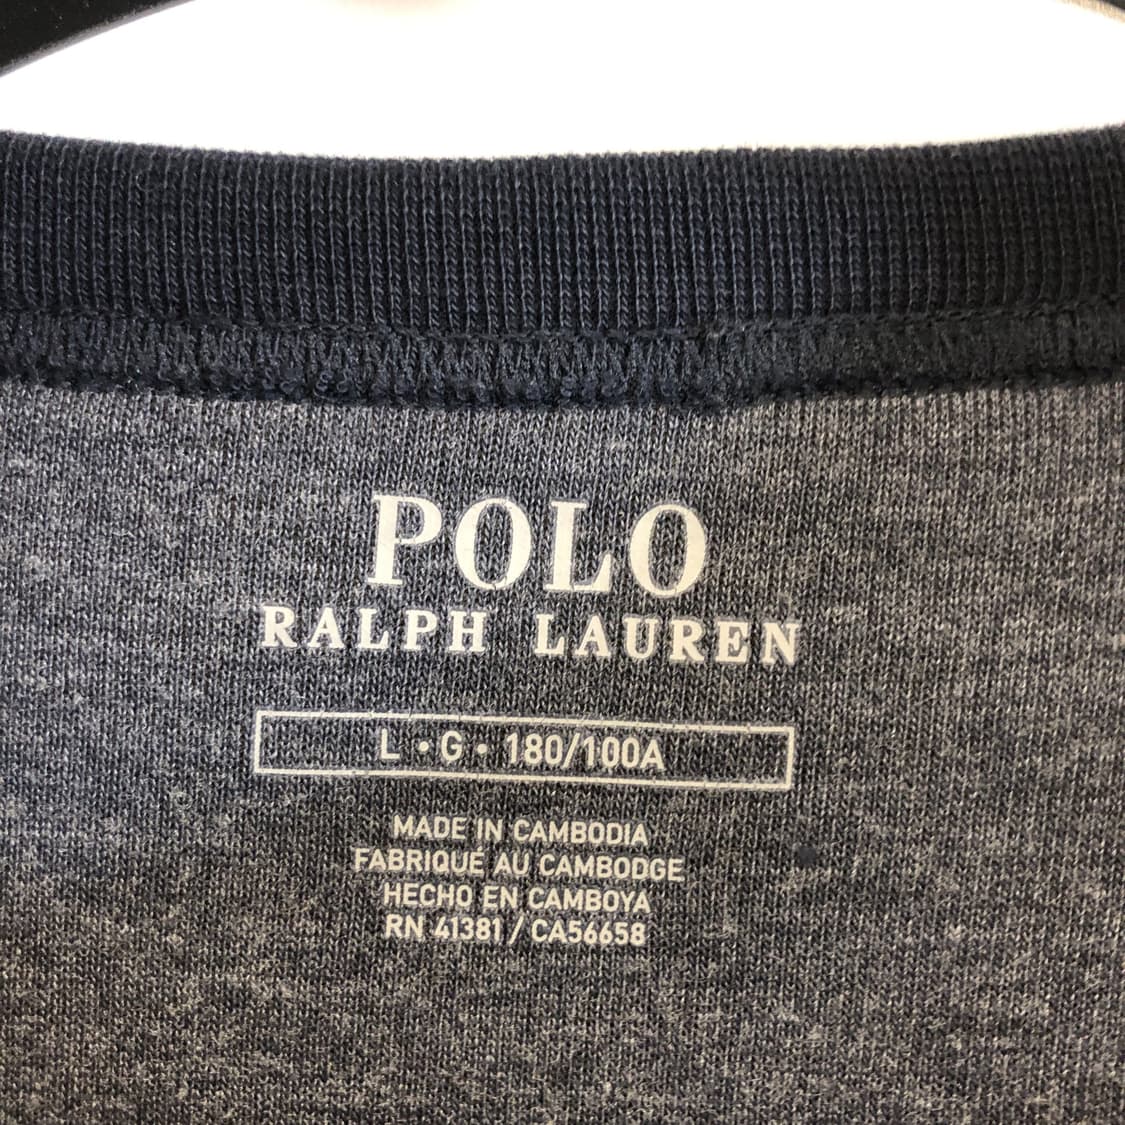 POLO
RALPH LAUREN
L • G • 180/100A
MADE IN CAMBODIA
FABRIQUÉ AU CAMBODGE
HECHO EN CAMBOYA
RN 41381 / CA56658